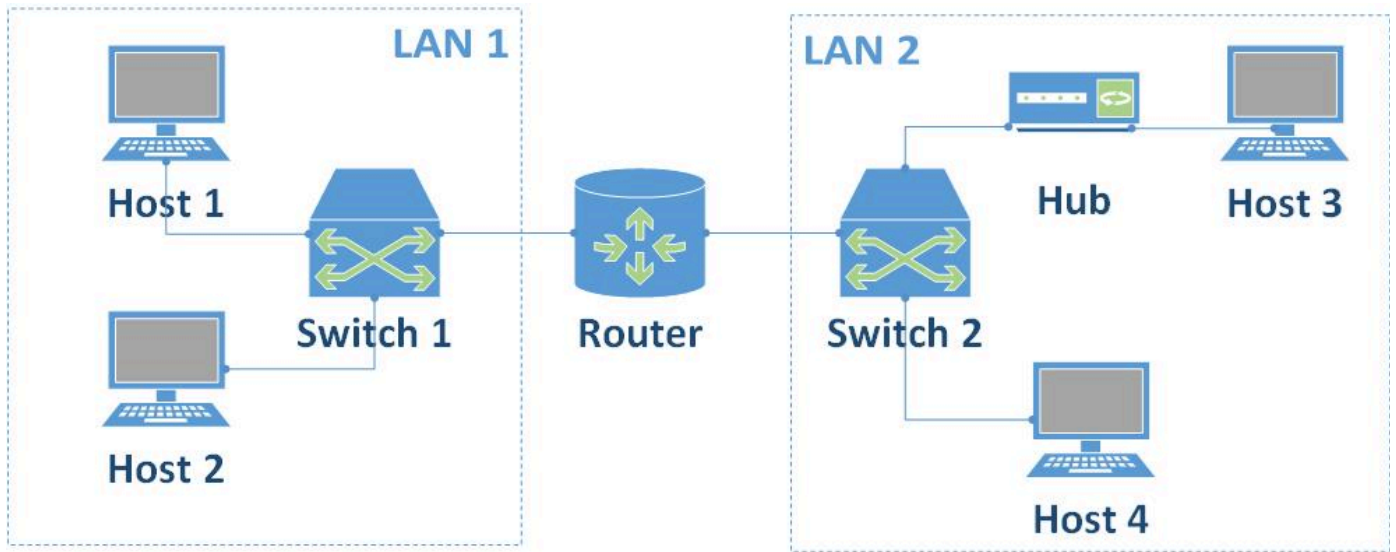 LAN 1
Host 1
Switch 1
Host 2
Router
LAN 2
Hub
Host 3
Switch 2
Host 4